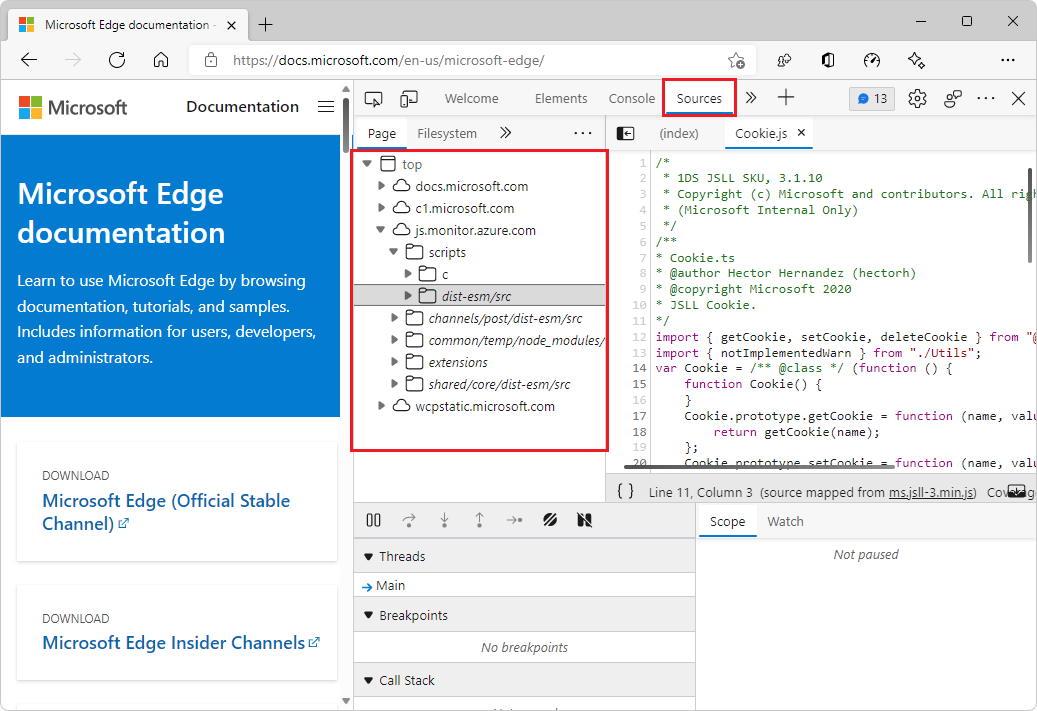 Microsoft Edge documentation -
https://docs.microsoft.com/en-us/microsoft-edge/
Microsoft
Documentation
Welcome
Elements
Console
Sources
13
Page
Filesystem
(index)
Cookie.js
Microsoft Edge
documentation
Learn to use Microsoft Edge by browsing
documentation, tutorials, and samples.
Includes information for users, developers,
and administrators.
DOWNLOAD
Microsoft Edge (Official Stable
Channel)
DOWNLOAD
Microsoft Edge Insider Channels
top
docs.microsoft.com
c1.microsoft.com
js.monitor.azure.com
scripts
c
dist-esm/src
channels/post/dist-esm/src
common/temp/node_modules/
extensions
shared/core/dist-esm/src
wcpstatic.microsoft.com
1 /*
2 * 1DS JSLL SKU, 3.1.10
3 * Copyright (c) Microsoft and contributors. All
4 * (Microsoft Internal Only)
5 */
6 /**
7 * Cookie.ts
8 * @author Hector Hernandez (hectorh)
9 * @copyright Microsoft 2020
10 * JSLL Cookie.
11 */
12 import { getCookie, setCookie, deleteCookie } from "@
13 import { notImplementedWarn } from "./Utils";
14 var Cookie = /** @class */ (function () {
15 function Cookie() {
16 }
17 Cookie.prototype.getCookie = function (name, valu
18 return getCookie(name);
19 };
20 Cookie.prototype.setCookie = function (name, valu
{ } Line 11, Column 3 (source mapped from ms.jsll-3.min.js)
Threads
Main
Breakpoints
No breakpoints
Call Stack
Scope
Watch
Not paused